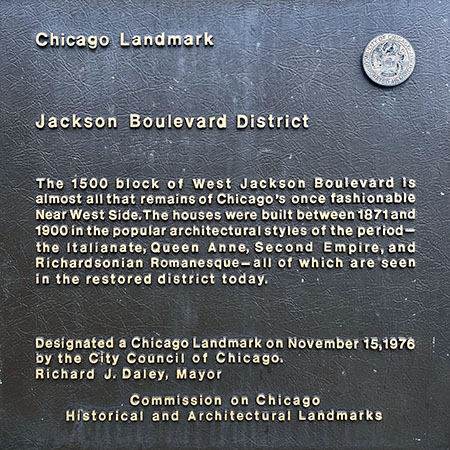 Chicago Landmark
Jackson Boulevard District
The 1500 block of West Jackson Boulevard is
almost all that remains of Chicago's once fashionable
Near West Side. The houses were built between 1871 and
1900 in the popular architectural styles of the period—
the Italianate, Queen Anne, Second Empire, and
Richardsonian Romanesque—all of which are seen
in the restored district today.
Designated a Chicago Landmark on November 15, 1976
by the City Council of Chicago.
Richard J. Daley, Mayor
Commission on Chicago
Historical and Architectural Landmarks